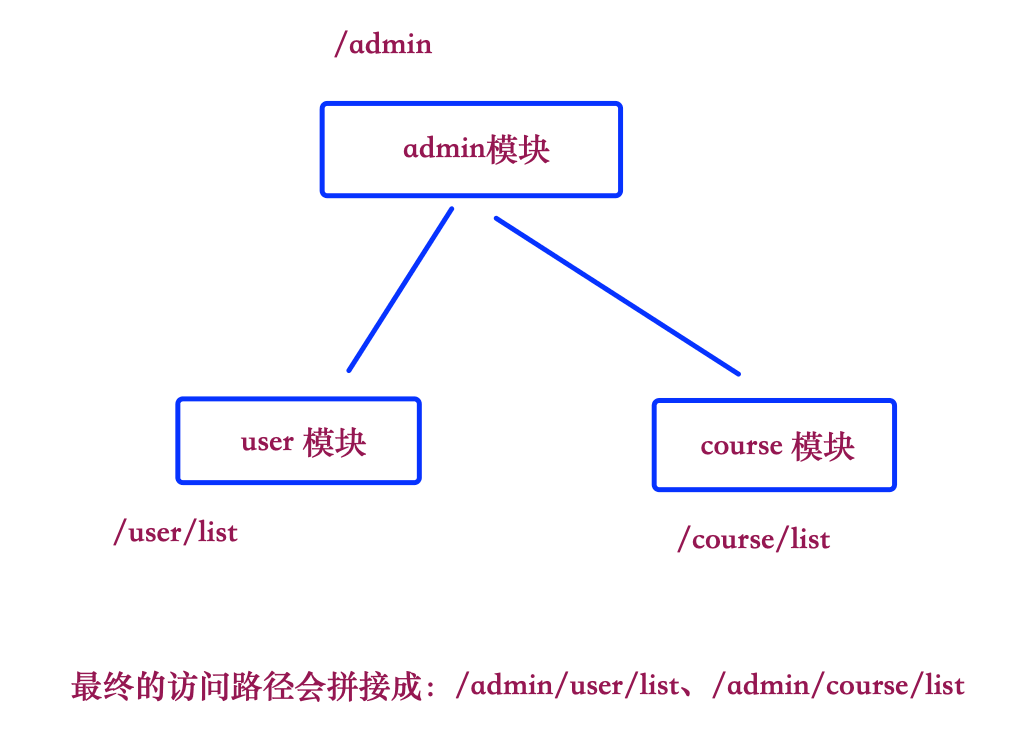 /admin
admin模块
user 模块
course 模块
/user/list
/course/list
最终的访问路径会拼接成：/admin/user/list、/admin/course/list